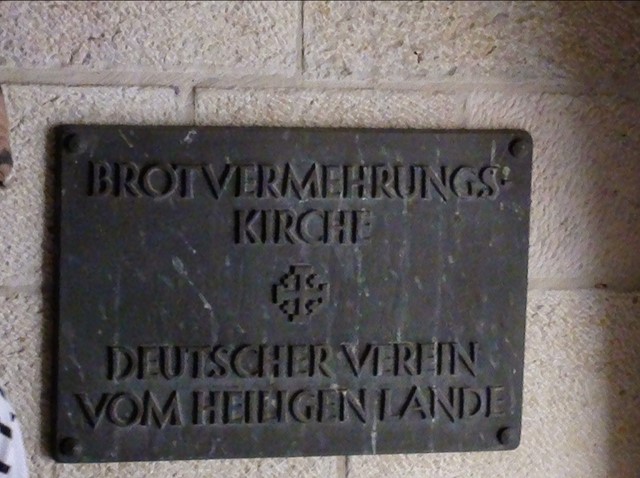 BROTVERMEHRUNGS-
KIRCHE
DEUTSCHER VEREIN
VOM HEILIGEN LANDE